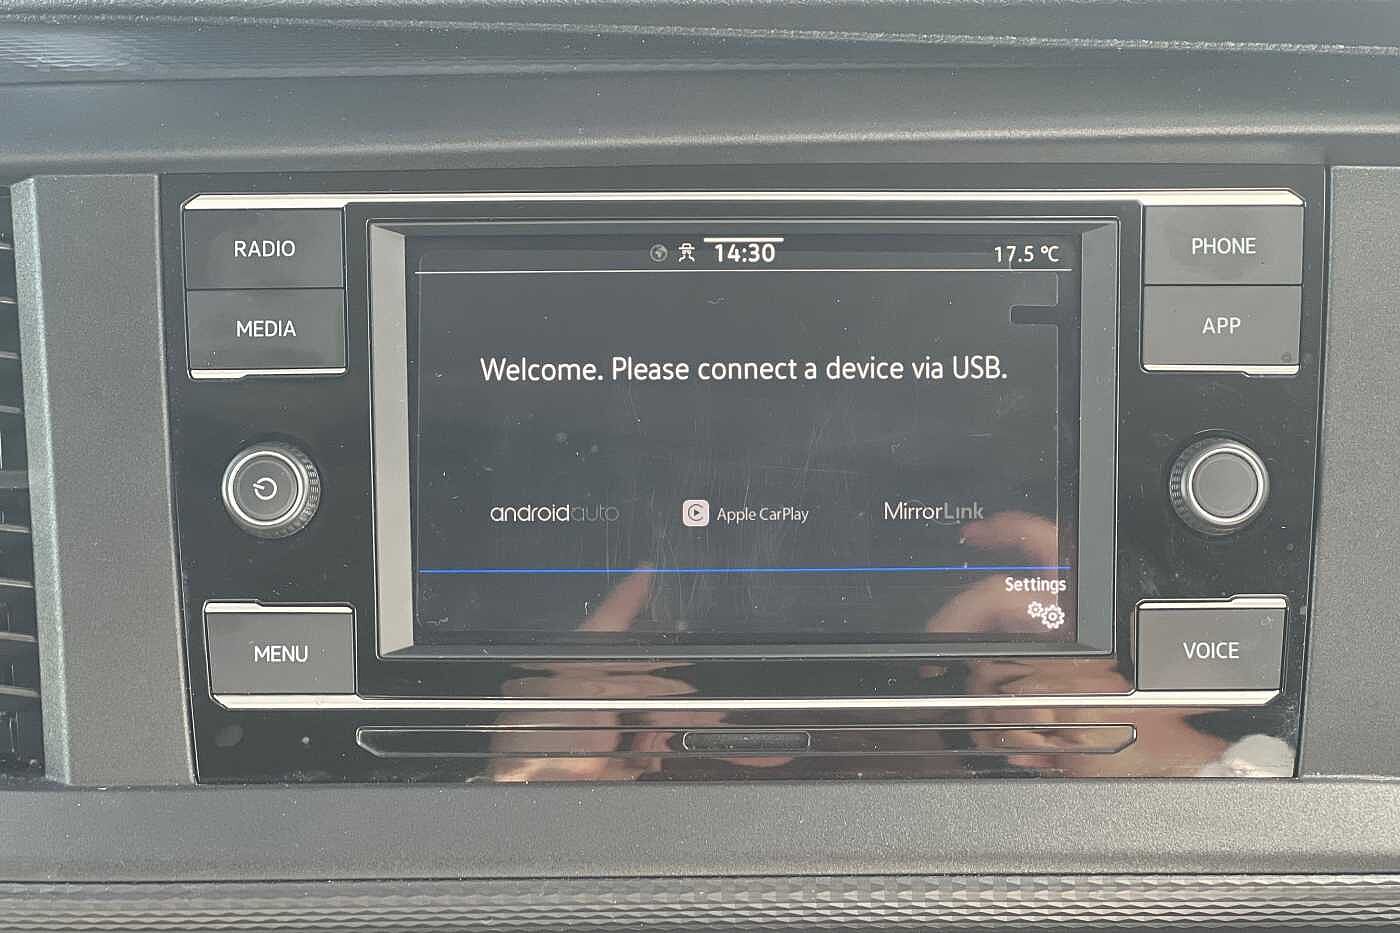 RADIO
MEDIA
MENU
14:30
17.5 °C
Welcome. Please connect a device via USB.
androidauto
Apple CarPlay
MirrorLink
Settings
PHONE
APP
VOICE